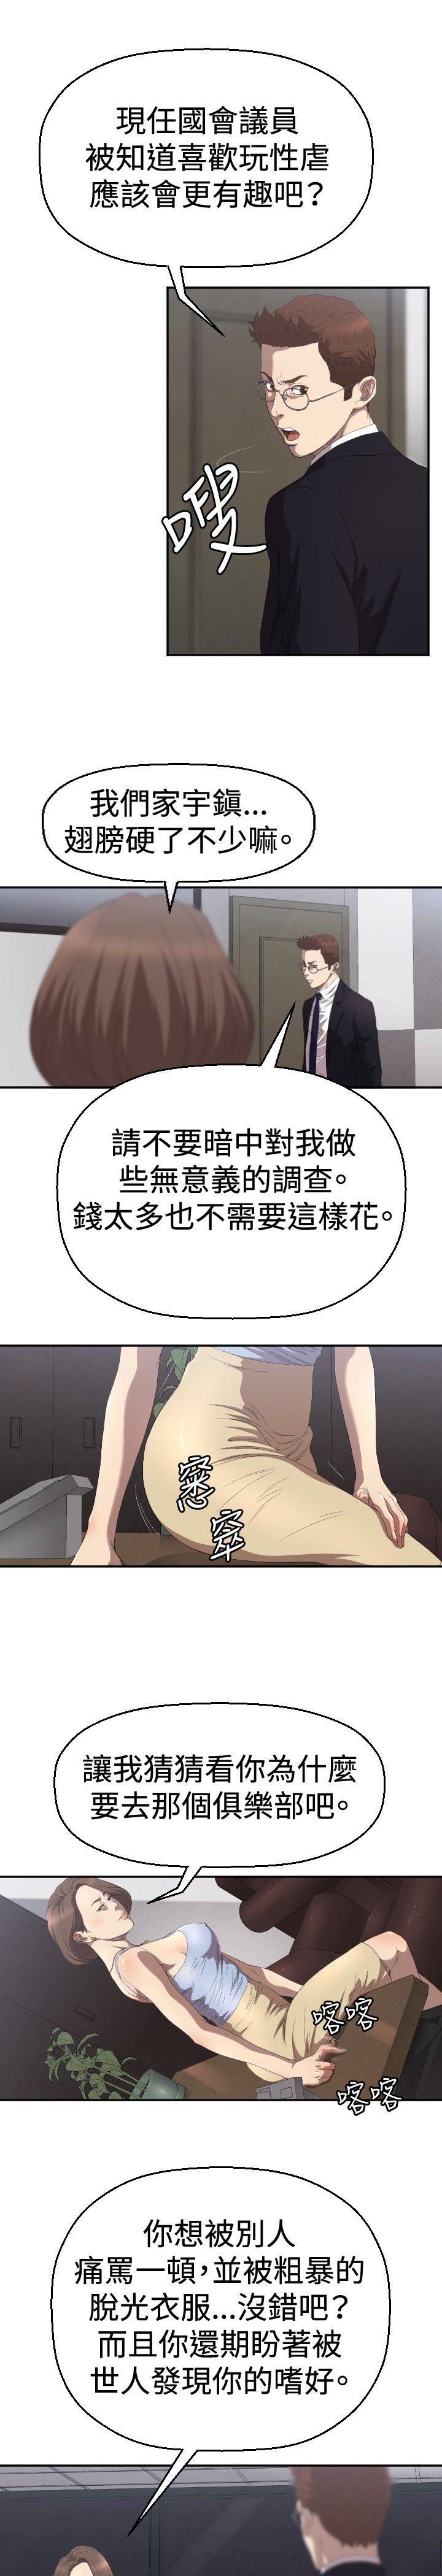 現任國會議員
被知道喜歡玩性虐
應該會更有趣吧？
嗖
我們家宇鎭…
翅膀硬了不少嘛。
請不要暗中對我做
些無意義的調查。
錢太多也不需要這樣花。
窸
窣
讓我猜猜看你為什麼
要去那個俱樂部吧。
喀喀
喀喀
你想被別人
痛罵一頓，並被粗暴的
脫光衣服…沒錯吧？
而且你還期盼著被
世人發現你的嗜好。